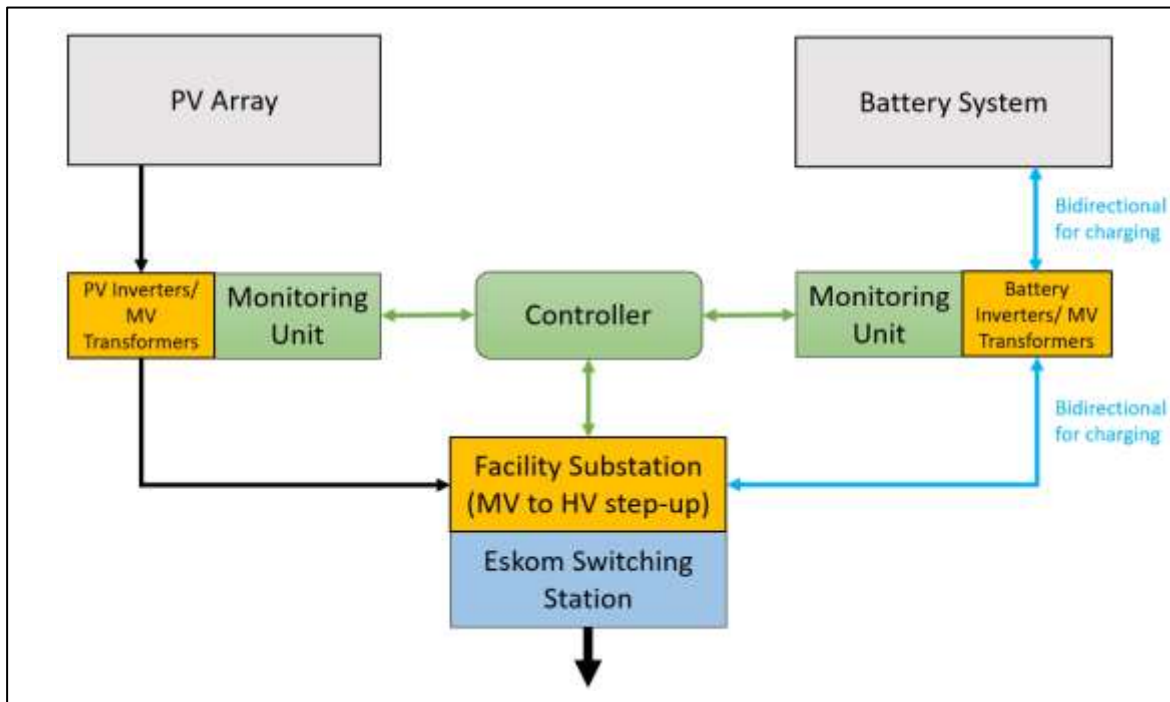 PV Array
Battery System
Bidirectional
for charging
PV Inverters/
MV
Transformers
Monitoring
Unit
Controller
Monitoring
Unit
Battery
Inverters/ MV
Transformers
Bidirectional
for charging
Facility Substation
(MV to HV step-up)
Eskom Switching
Station